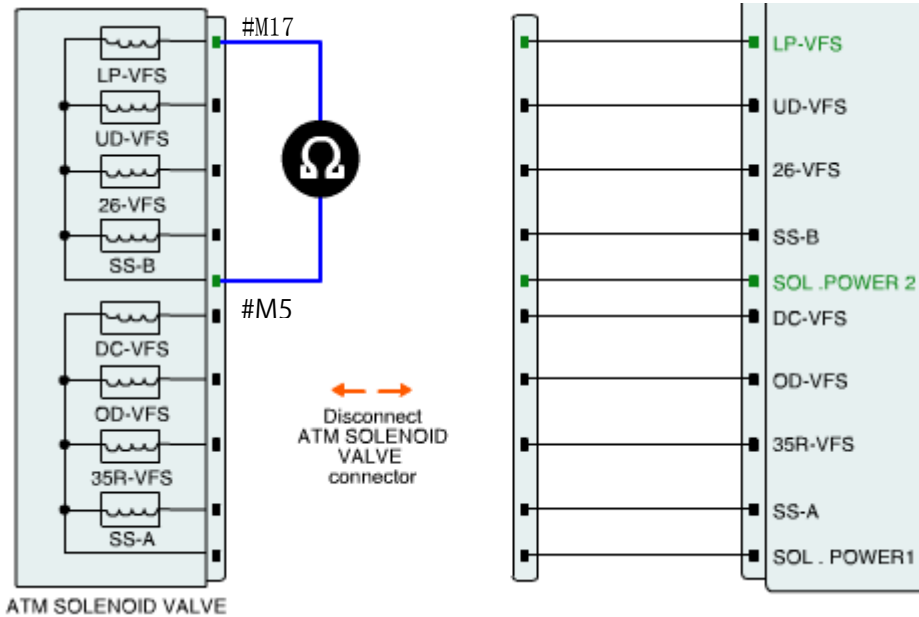 #M17
LP-VFS
UD-VFS
26-VFS
SS-B
#M5
DC-VFS
OD-VFS
35R-VFS
SS-A
ATM SOLENOID VALVE
Ω
Disconnect
ATM SOLENOID
VALVE
connector
LP-VFS
UD-VFS
26-VFS
SS-B
SOL .POWER 2
DC-VFS
OD-VFS
35R-VFS
SS-A
SOL . POWER1